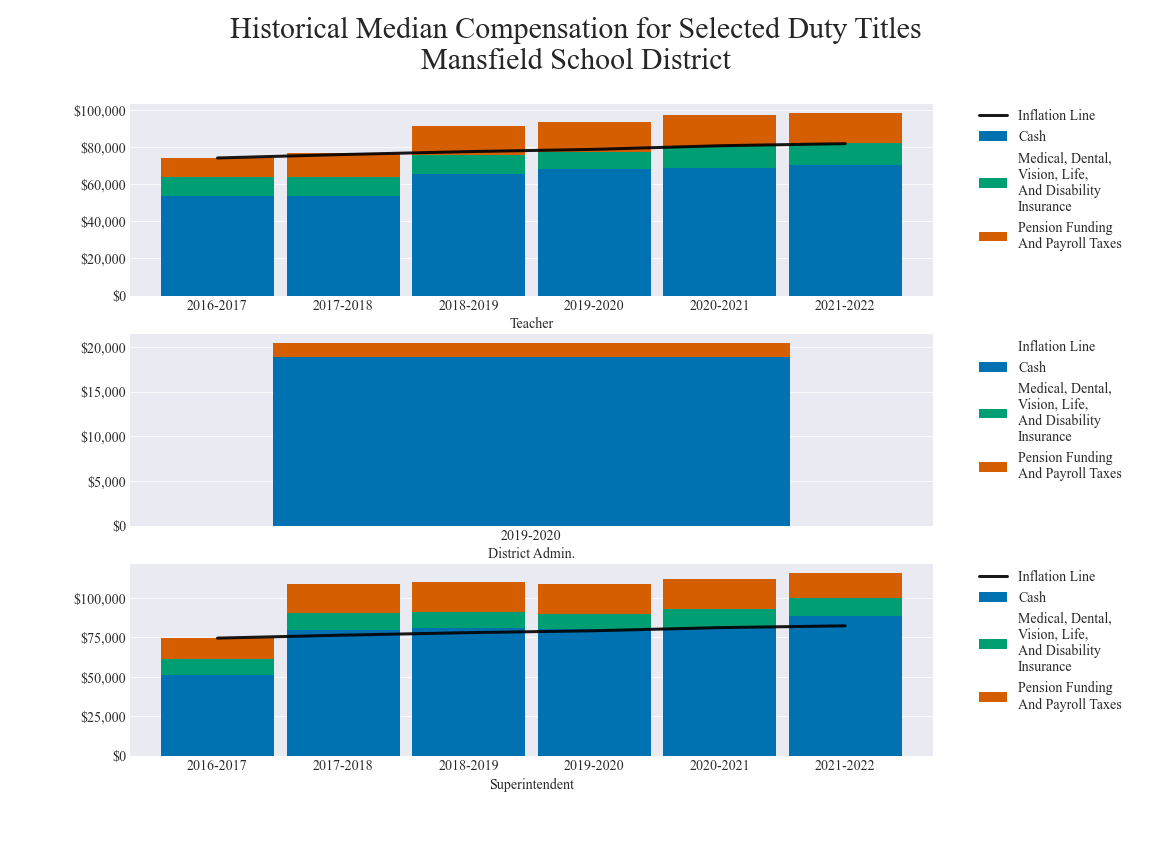 Historical Median Compensation for Selected Duty Titles
Mansfield School District
$100,000
$80,000
$60,000
$40,000
$20,000
$0
2016-2017
2017-2018
2018-2019
2019-2020
2020-2021
2021-2022
Teacher
Inflation Line
Cash
Medical, Dental,
Vision, Life,
And Disability
Insurance
Pension Funding
And Payroll Taxes
$20,000
$15,000
$10,000
$5,000
$0
2019-2020
District Admin.
Inflation Line
Cash
Medical, Dental,
Vision, Life,
And Disability
Insurance
Pension Funding
And Payroll Taxes
$100,000
$75,000
$50,000
$25,000
$0
2016-2017
2017-2018
2018-2019
2019-2020
2020-2021
2021-2022
Superintendent
Inflation Line
Cash
Medical, Dental,
Vision, Life,
And Disability
Insurance
Pension Funding
And Payroll Taxes